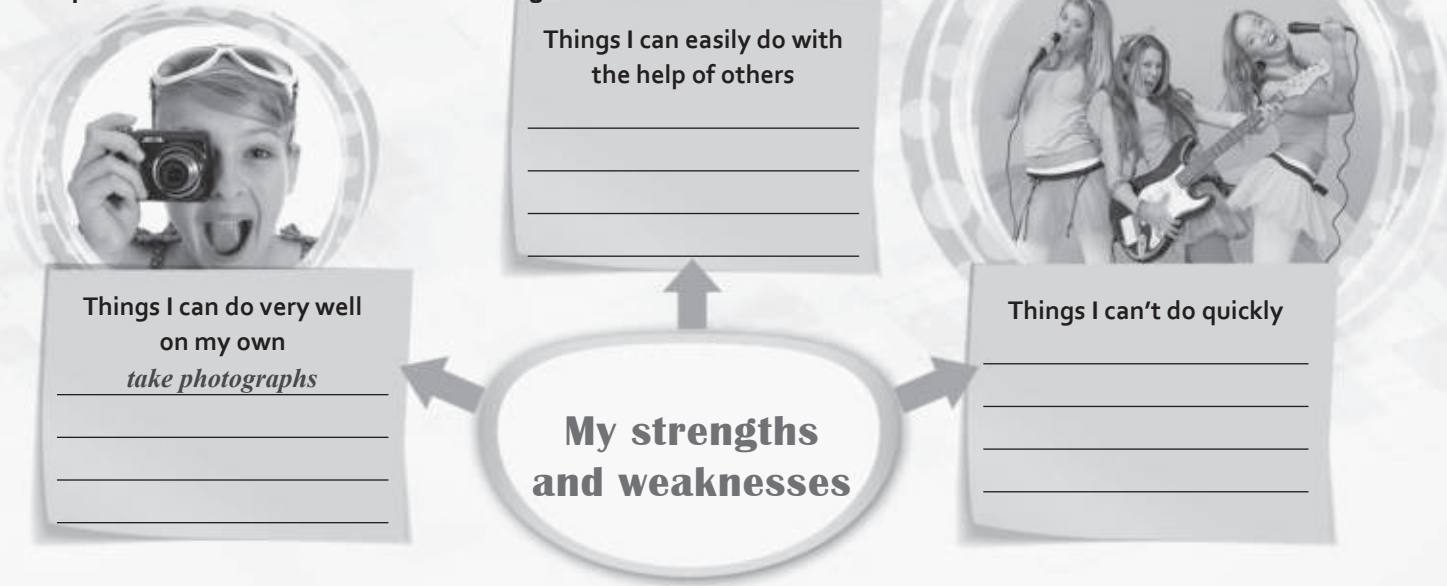 Things I can easily do with
the help of others
Things I can do very well
on my own
take photographs
Things I can't do quickly
My strengths
and weaknesses